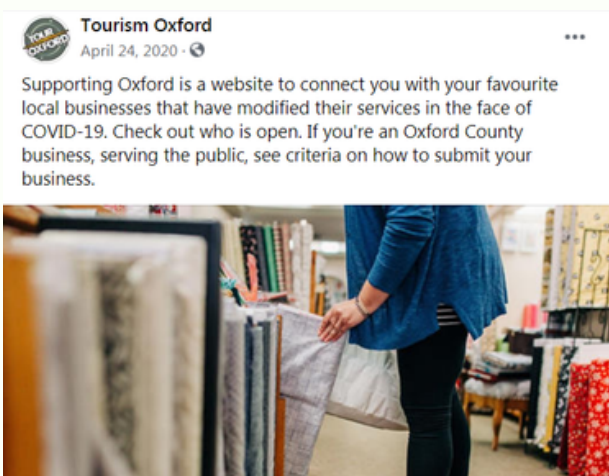 YOUR
OXFORD
Tourism Oxford
April 24, 2020 ·
Supporting Oxford is a website to connect you with your favourite
local businesses that have modified their services in the face of
COVID-19. Check out who is open. If you're an Oxford County
business, serving the public, see criteria on how to submit your
business.